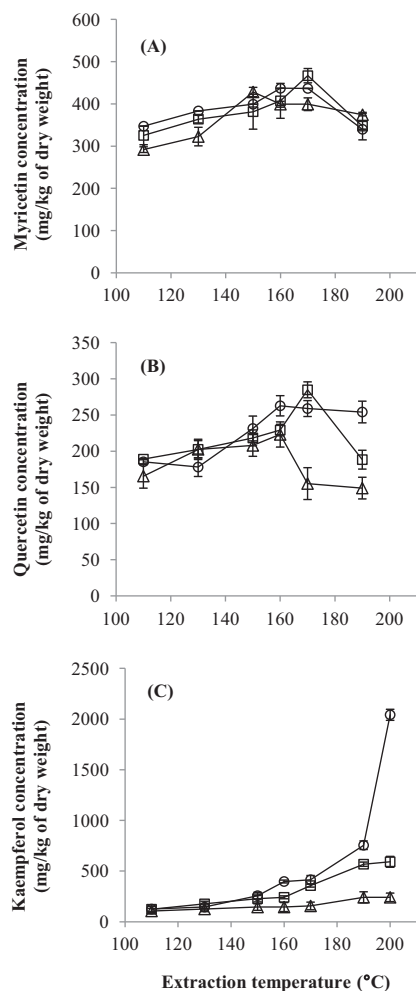 (A)
Myricetin concentration
(mg/kg of dry weight)
600
500
400
300
200
100
0
100 120 140 160 180 200
(B)
Quercetin concentration
(mg/kg of dry weight)
350
300
250
200
150
100
50
0
100 120 140 160 180 200
(C)
Kaempferol concentration
(mg/kg of dry weight)
2500
2000
1500
1000
500
0
100 120 140 160 180 200
Extraction temperature (°C)